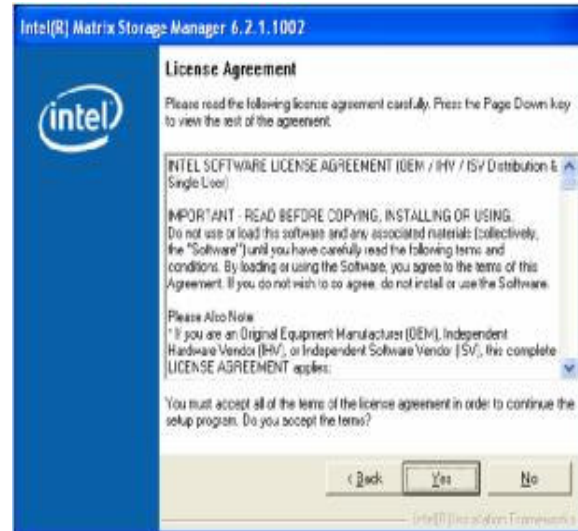 Intel(R) Matrix Storage Manager 6.2.1.1002
intel
License Agreement
Please read the following license agreement carefully. Press the Page Down key
to view the rest of the agreement.
INTEL SOFTWARE LICENSE AGREEMENT (OEM / IHV / ISV Distribution &
Single User)
IMPORTANT - READ BEFORE COPYING, INSTALLING OR USING.
Do not use or load this software and any associated materials (collectively,
the "Software") until you have carefully read the following terms and
conditions. By loading or using the Software, you agree to the terms of this
Agreement. If you do not wish to so agree, do not install or use the Software.
Please Also Note:
* If you are an Original Equipment Manufacturer (OEM), Independent
Hardware Vendor (IHV), or Independent Software Vendor (ISV), this complete
LICENSE AGREEMENT applies;
You must accept all of the terms of the license agreement in order to continue the
setup program. Do you accept the terms?
< Back
Yes
No
Intel(R) Installation Framework